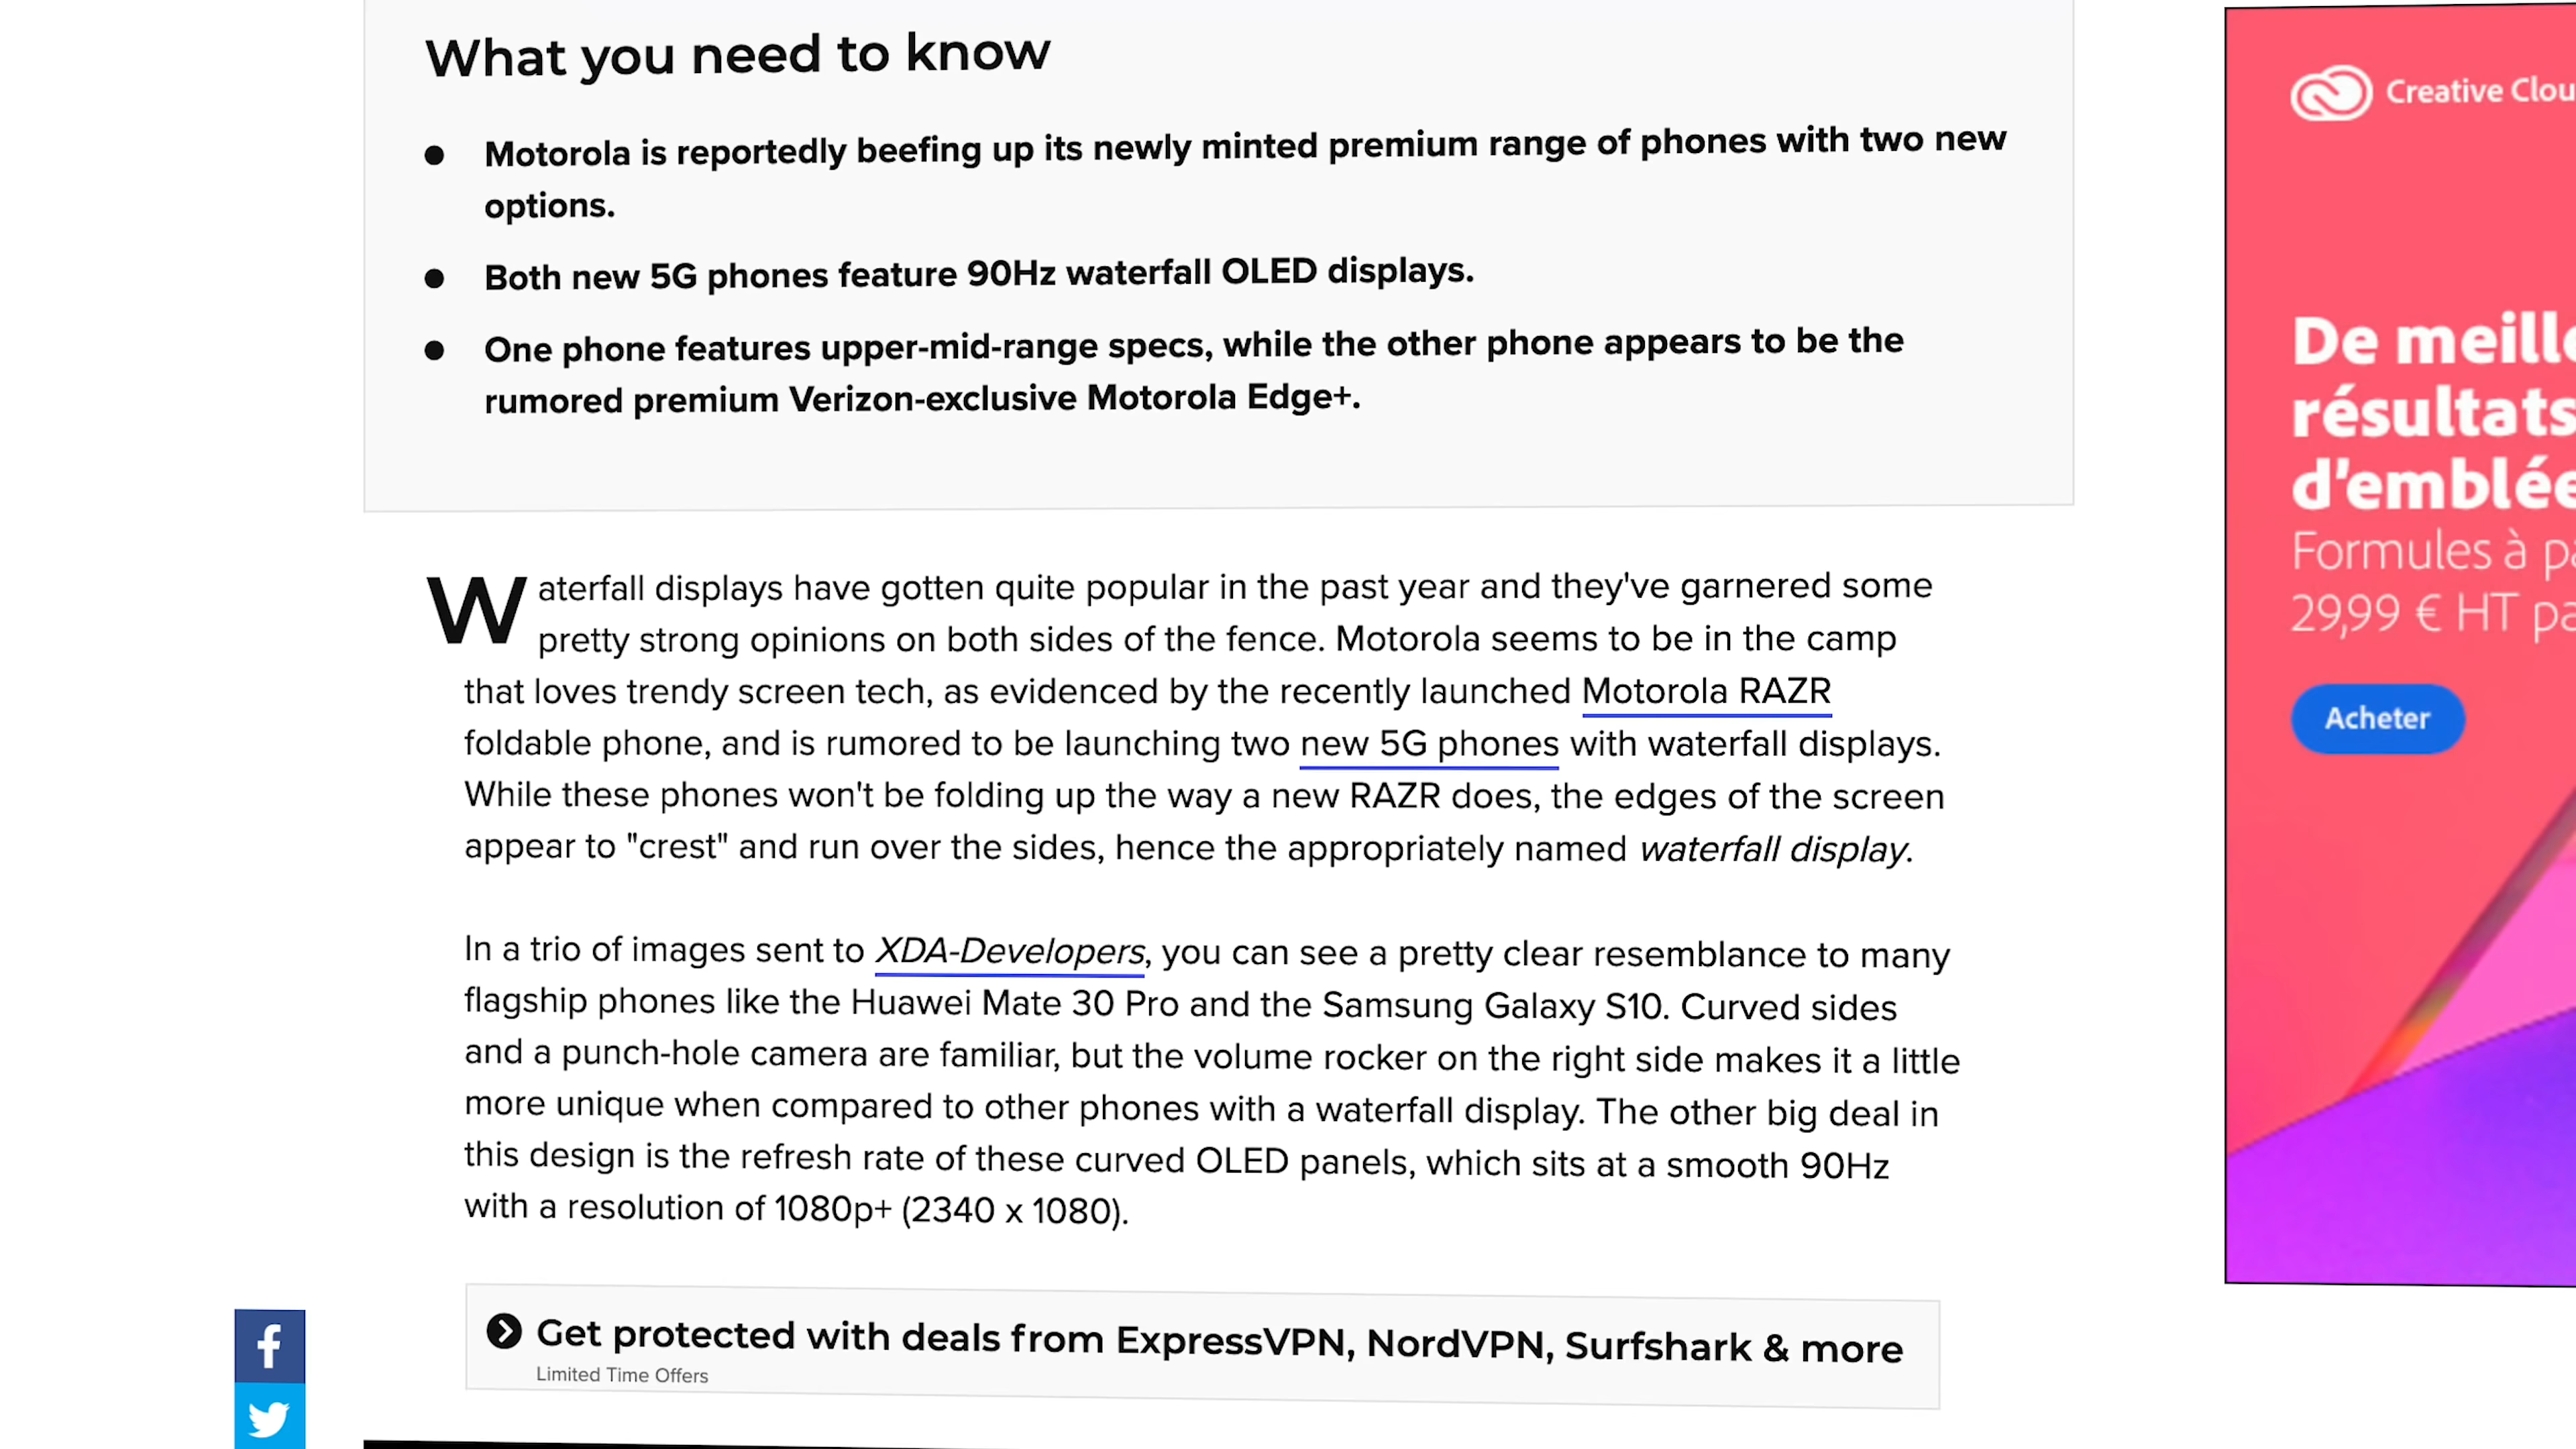 What you need to know
Motorola is reportedly beefing up its newly minted premium range of phones with two new
options.
Both new 5G phones feature 90Hz waterfall OLED displays.
One phone features upper-mid-range specs, while the other phone appears to be the
rumored premium Verizon-exclusive Motorola Edge+.
Waterfall displays have gotten quite popular in the past year and they've garnered some
pretty strong opinions on both sides of the fence. Motorola seems to be in the camp
that loves trendy screen tech, as evidenced by the recently launched Motorola RAZR
foldable phone, and is rumored to be launching two new 5G phones with waterfall displays.
While these phones won't be folding up the way a new RAZR does, the edges of the screen
appear to "crest" and run over the sides, hence the appropriately named waterfall display.
In a trio of images sent to XDA-Developers, you can see a pretty clear resemblance to many
flagship phones like the Huawei Mate 30 Pro and the Samsung Galaxy S10. Curved sides
and a punch-hole camera are familiar, but the volume rocker on the right side makes it a little
more unique when compared to other phones with a waterfall display. The other big deal in
this design is the refresh rate of these curved OLED panels, which sits at a smooth 90Hz
with a resolution of 1080p+ (2340 x 1080).
Get protected with deals from ExpressVPN, NordVPN, Surfshark & more
Limited Time Offers
Creative Clou
De meille
résultats
d'emblée
Formules à pa
29,99 € HT pa
Acheter